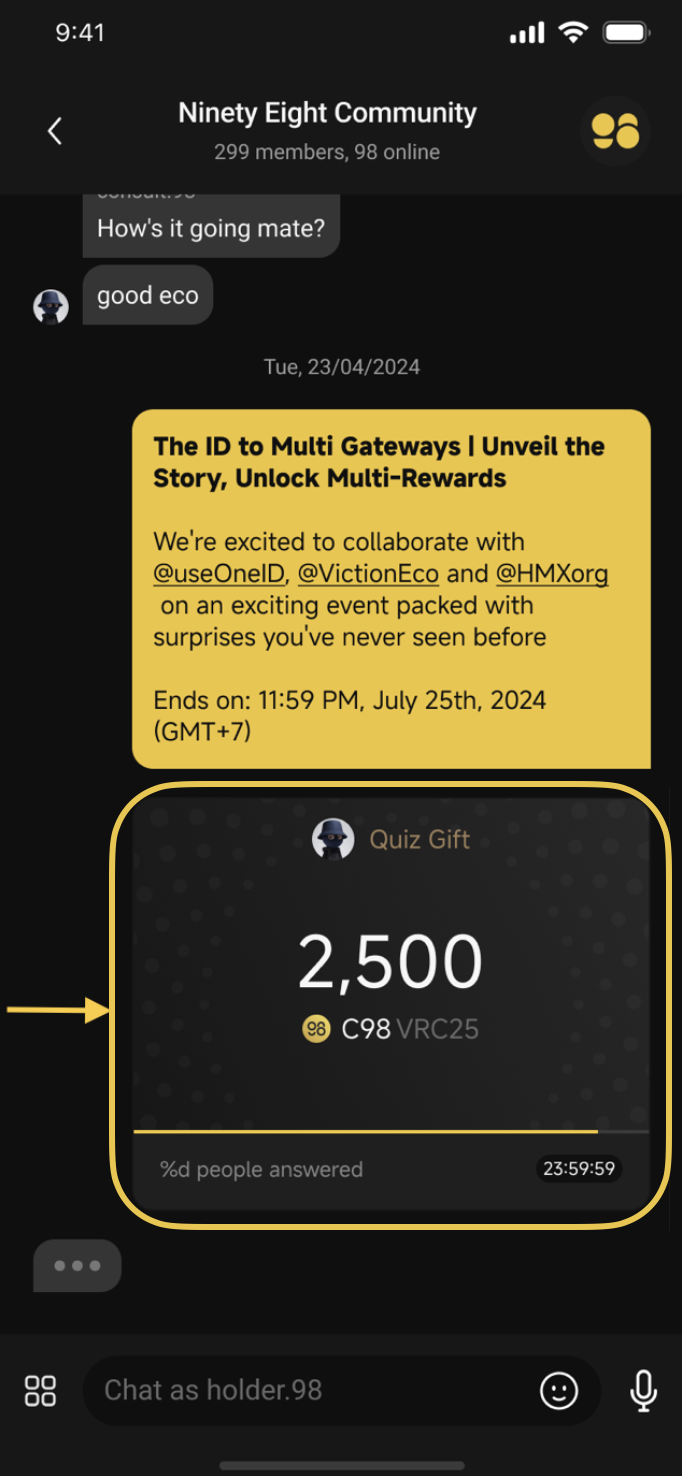 9:41
Ninety Eight Community
299 members, 98 online
How's it going mate?
good eco
Tue, 23/04/2024
The ID to Multi Gateways | Unveil the
Story, Unlock Multi-Rewards
We're excited to collaborate with
@useOneID, @VictionEco and @HMXorg
on an exciting event packed with
surprises you've never seen before
Ends on: 11:59 PM, July 25th, 2024
(GMT+7)
Quiz Gift
2,500
98 C98 VRC25
%d people answered
23:59:59
Chat as holder.98